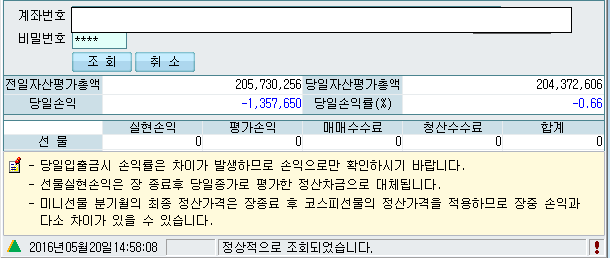 계좌번호
비밀번호 ****
조 회 취 소
전일자산평가총액 205,730,256 당일자산평가총액 204,372,606
당일손익 -1,357,650 당일손익률(%) -0.66
실현손익 평가손익 매매수수료 청산수수료 합계
선 물 0 0 0 0 0
- 당일입출금시 손익률은 차이가 발생하므로 손익으로만 확인하시기 바랍니다.
- 선물실현손익은 장 종료후 당일종가로 평가한 정산차금으로 대체됩니다.
- 미니선물 분기월의 최종 정산가격은 장종료 후 코스피선물의 정산가격을 적용하므로 장중 손익과
다소 차이가 있을 수 있습니다.
2016년05월20일14:58:08 정상적으로 조회되었습니다.